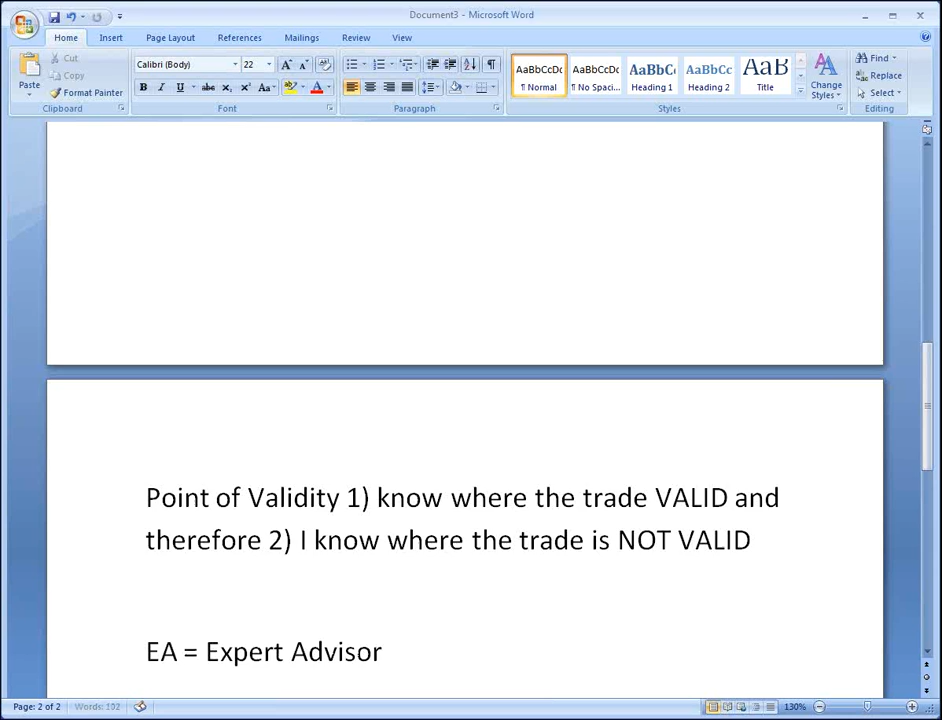 Document3 - Microsoft Word
Home Insert Page Layout References Mailings Review View
Paste
Cut
Copy
Format Painter
Clipboard
Calibri (Body) 22
Font
Paragraph
AaBbCcDc AaBbCcDc AaBbC AaBbCc AaB
¶ Normal ¶ No Spaci... Heading 1 Heading 2 Title
Change
Styles
Styles
Find
Replace
Select
Editing
Point of Validity 1) know where the trade VALID and
therefore 2) I know where the trade is NOT VALID
EA = Expert Advisor
Page: 2 of 2 Words: 102 130%